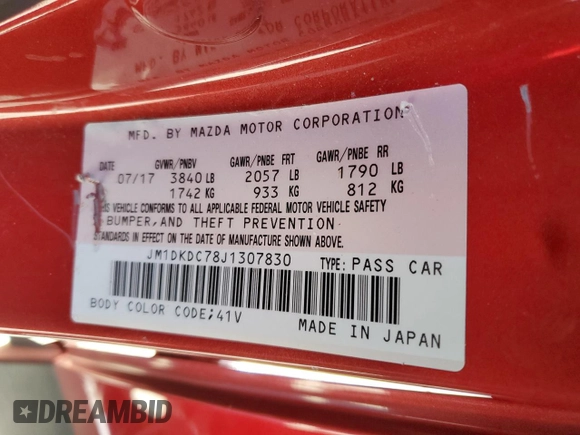 MFD. BY MAZDA MOTOR CORPORATION
DATE GVWR/PNBV GAWR/PNBE FRT GAWR/PNBE RR
07/17 3840 LB 2057 LB 1790 LB
1742 KG 933 KG 812 KG
THIS VEHICLE CONFORMS TO ALL APPLICABLE FEDERAL MOTOR VEHICLE SAFETY
BUMPER, AND THEFT PREVENTION
STANDARDS IN EFFECT ON THE DATE OF MANUFACTURE SHOWN ABOVE.
JM1DKDC78J1307830 TYPE: PASS CAR
BODY COLOR CODE;41V
MADE IN JAPAN
DREAMBID